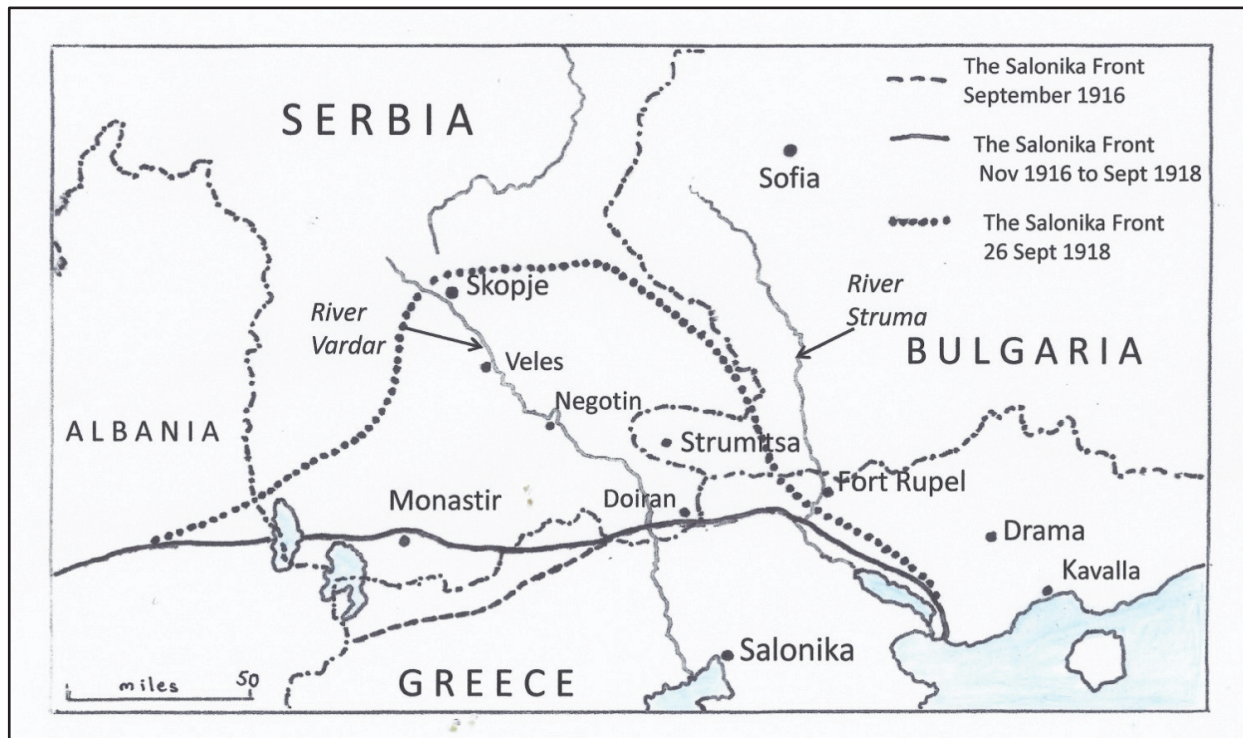 SERBIA
The Salonika Front
September 1916
The Salonika Front
Nov 1916 to Sept 1918
The Salonika Front
26 Sept 1918
Sofia
Skopje
River
Vardar
River
Struma
BULGARIA
Veles
Negotin
ALBANIA
Strumitsa
Monastir
Doiran
Fort Rupel
Drama
Kavalla
Salonika
GREECE
miles 50